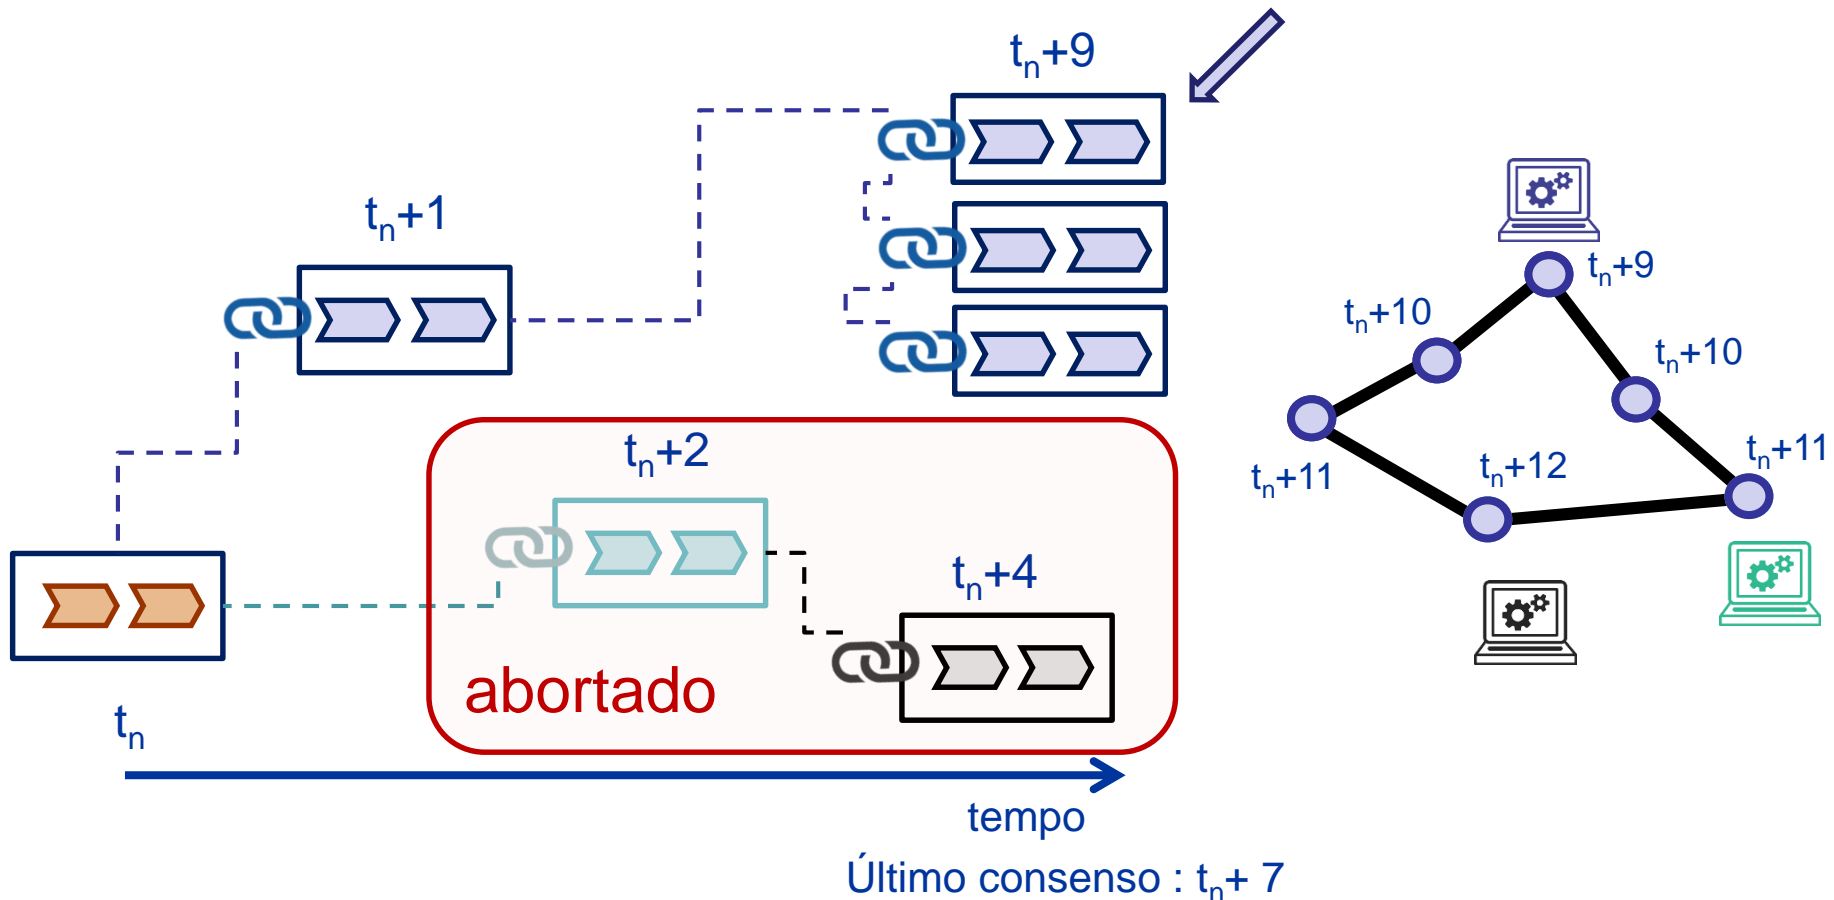 tn+9
tn+1
tn+9
tn+10
tn+10
tn+2
tn+11
tn+12
tn+11
tn+4
abortado
tn
tempo
Último consenso : tn+ 7